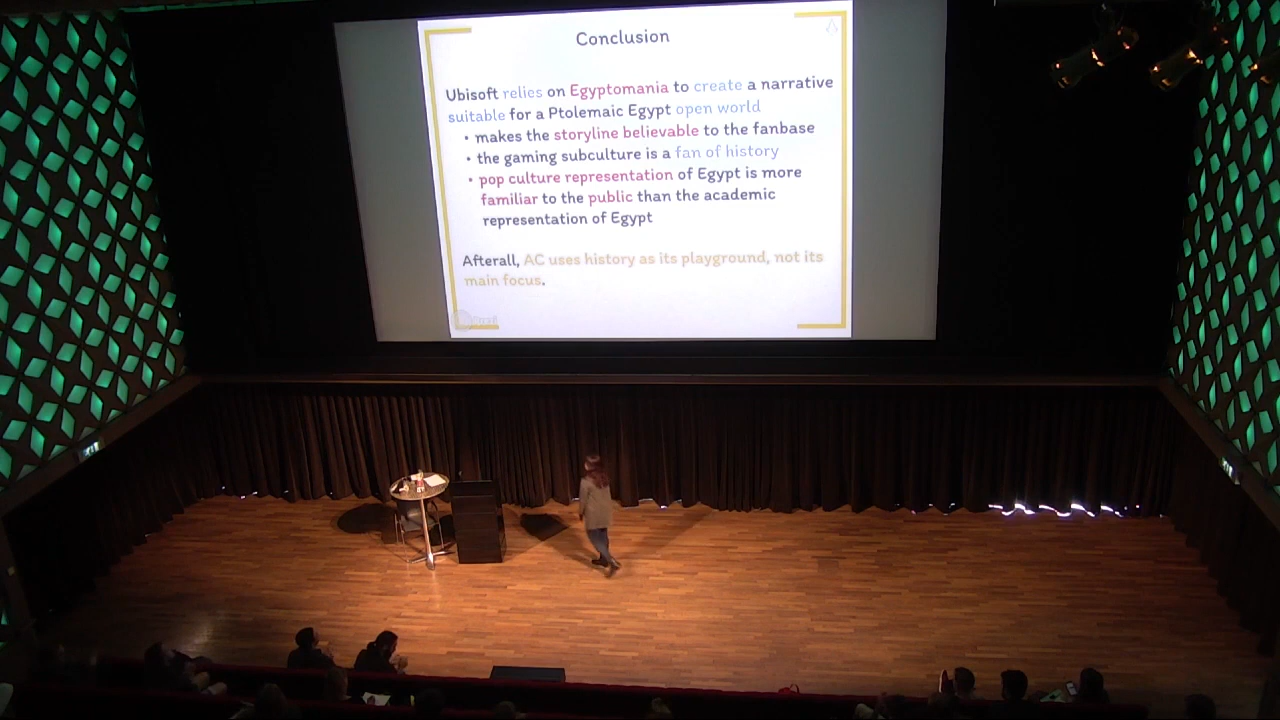 Conclusion
Ubisoft relies on Egyptomania to create a narrative
suitable for a Ptolemaic Egypt open world
• makes the storyline believable to the fanbase
• the gaming subculture is a fan of history
• pop culture representation of Egypt is more
familiar to the public than the academic
representation of Egypt
Afterall, AC uses history as its playground, not its
main focus.